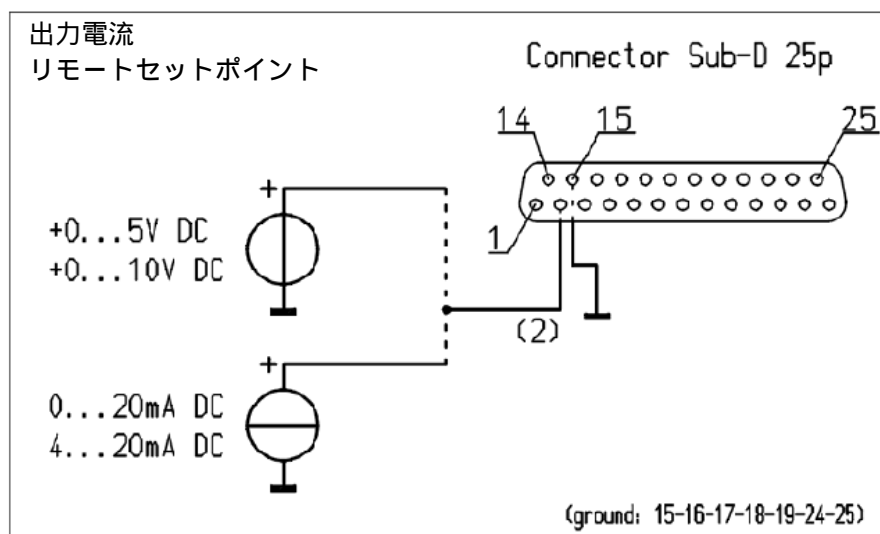 出力電流
リモートセットポイント
Connector Sub-D 25p
14
15
25
1
+
+0...5V DC
+0...10V DC
(2)
+
0...20mA DC
4...20mA DC
(ground: 15-16-17-18-19-24-25)